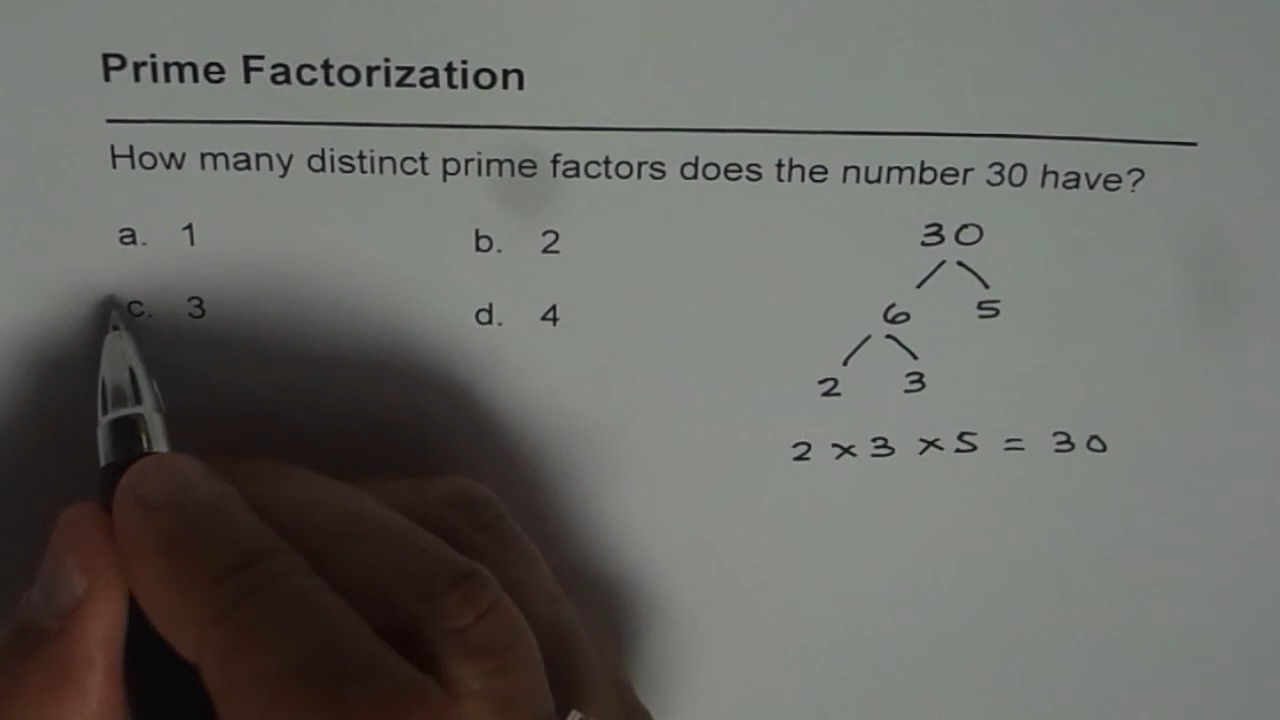 Prime Factorization
How many distinct prime factors does the number 30 have?
a. 1 b. 2
c. 3 d. 4
30
6 5
2 3
2 × 3 × 5 = 30